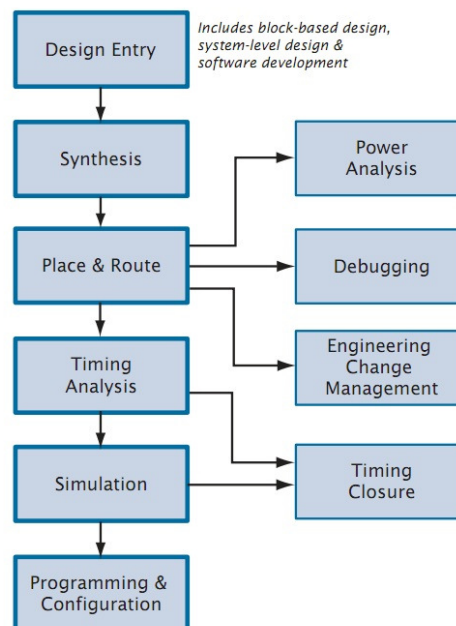 Design Entry
Includes block-based design,
system-level design &
software development
Synthesis
Power
Analysis
Place & Route
Debugging
Engineering
Change
Management
Timing
Analysis
Simulation
Timing
Closure
Programming &
Configuration